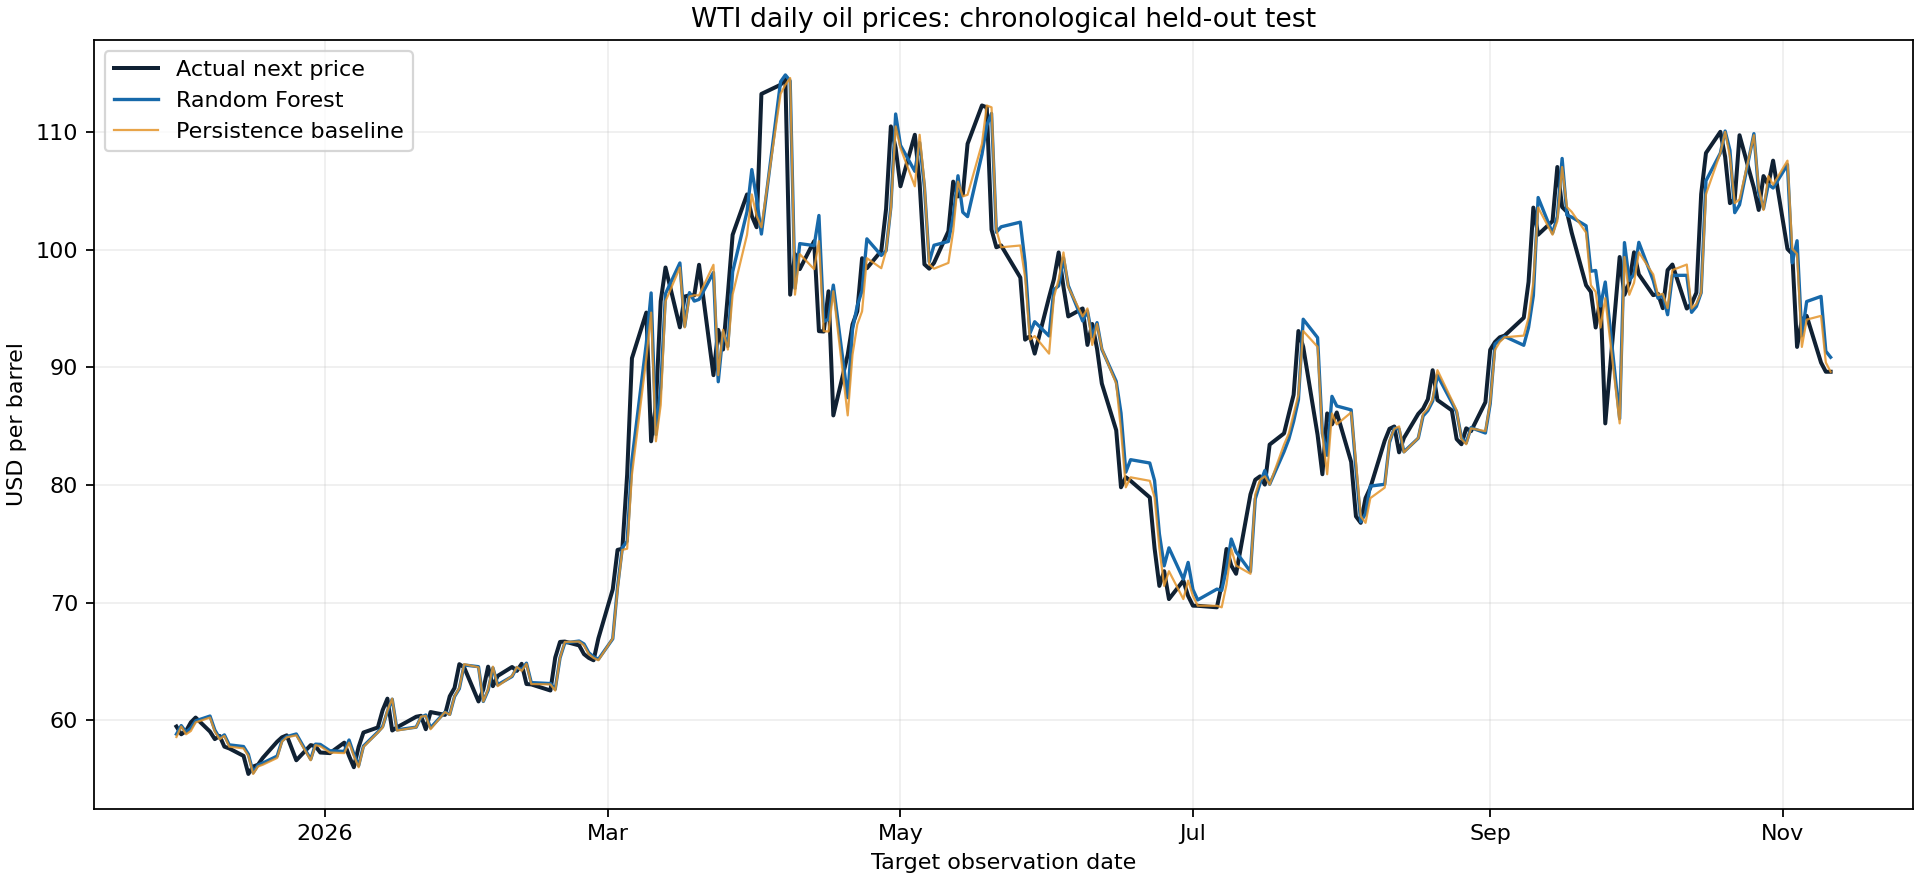 WTI daily oil prices: chronological held-out test
Actual next price
Random Forest
Persistence baseline
110
100
90
80
70
60
USD per barrel
2026
Mar
May
Jul
Sep
Nov
Target observation date